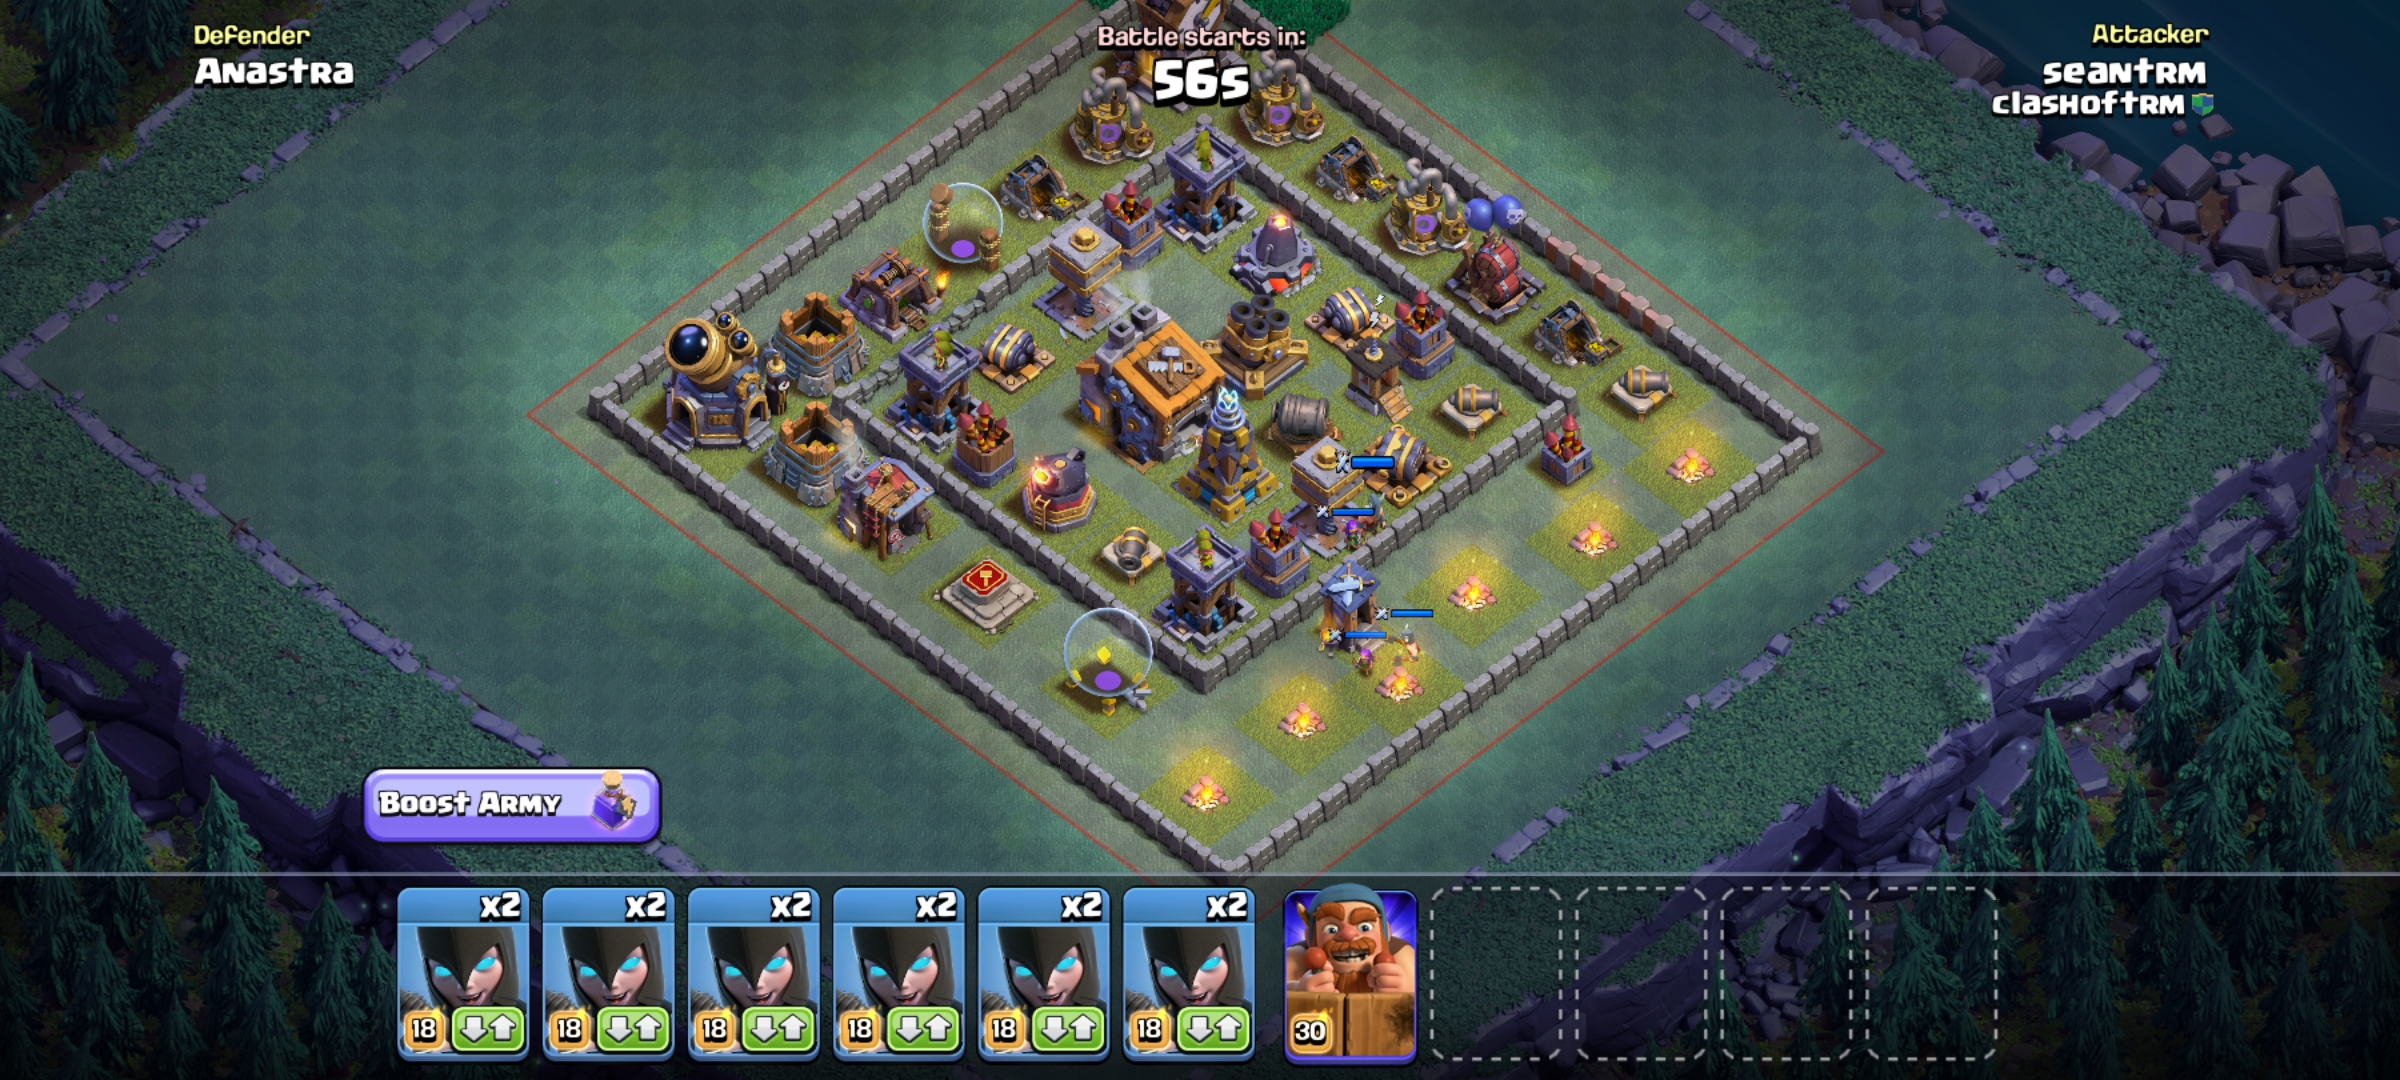 Defender
Anastra
Battle starts in:
56s
Attacker
seantRM
clashoftRM
Boost Army
x2
x2
x2
x2
x2
x2
18
18
18
18
18
18
30